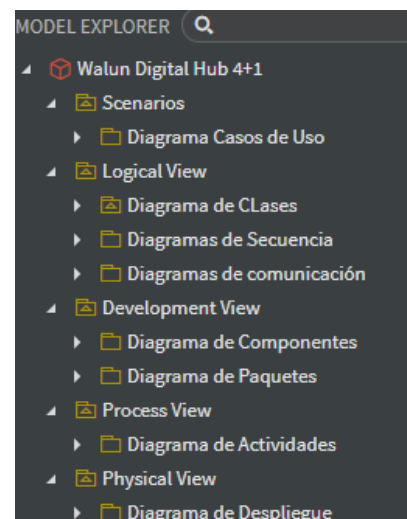 MODEL EXPLORER
Walun Digital Hub 4+1
Scenarios
Diagrama Casos de Uso
Logical View
Diagrama de CLases
Diagramas de Secuencia
Diagramas de comunicación
Development View
Diagrama de Componentes
Diagrama de Paquetes
Process View
Diagrama de Actividades
Physical View
Diagrama de Despliegue